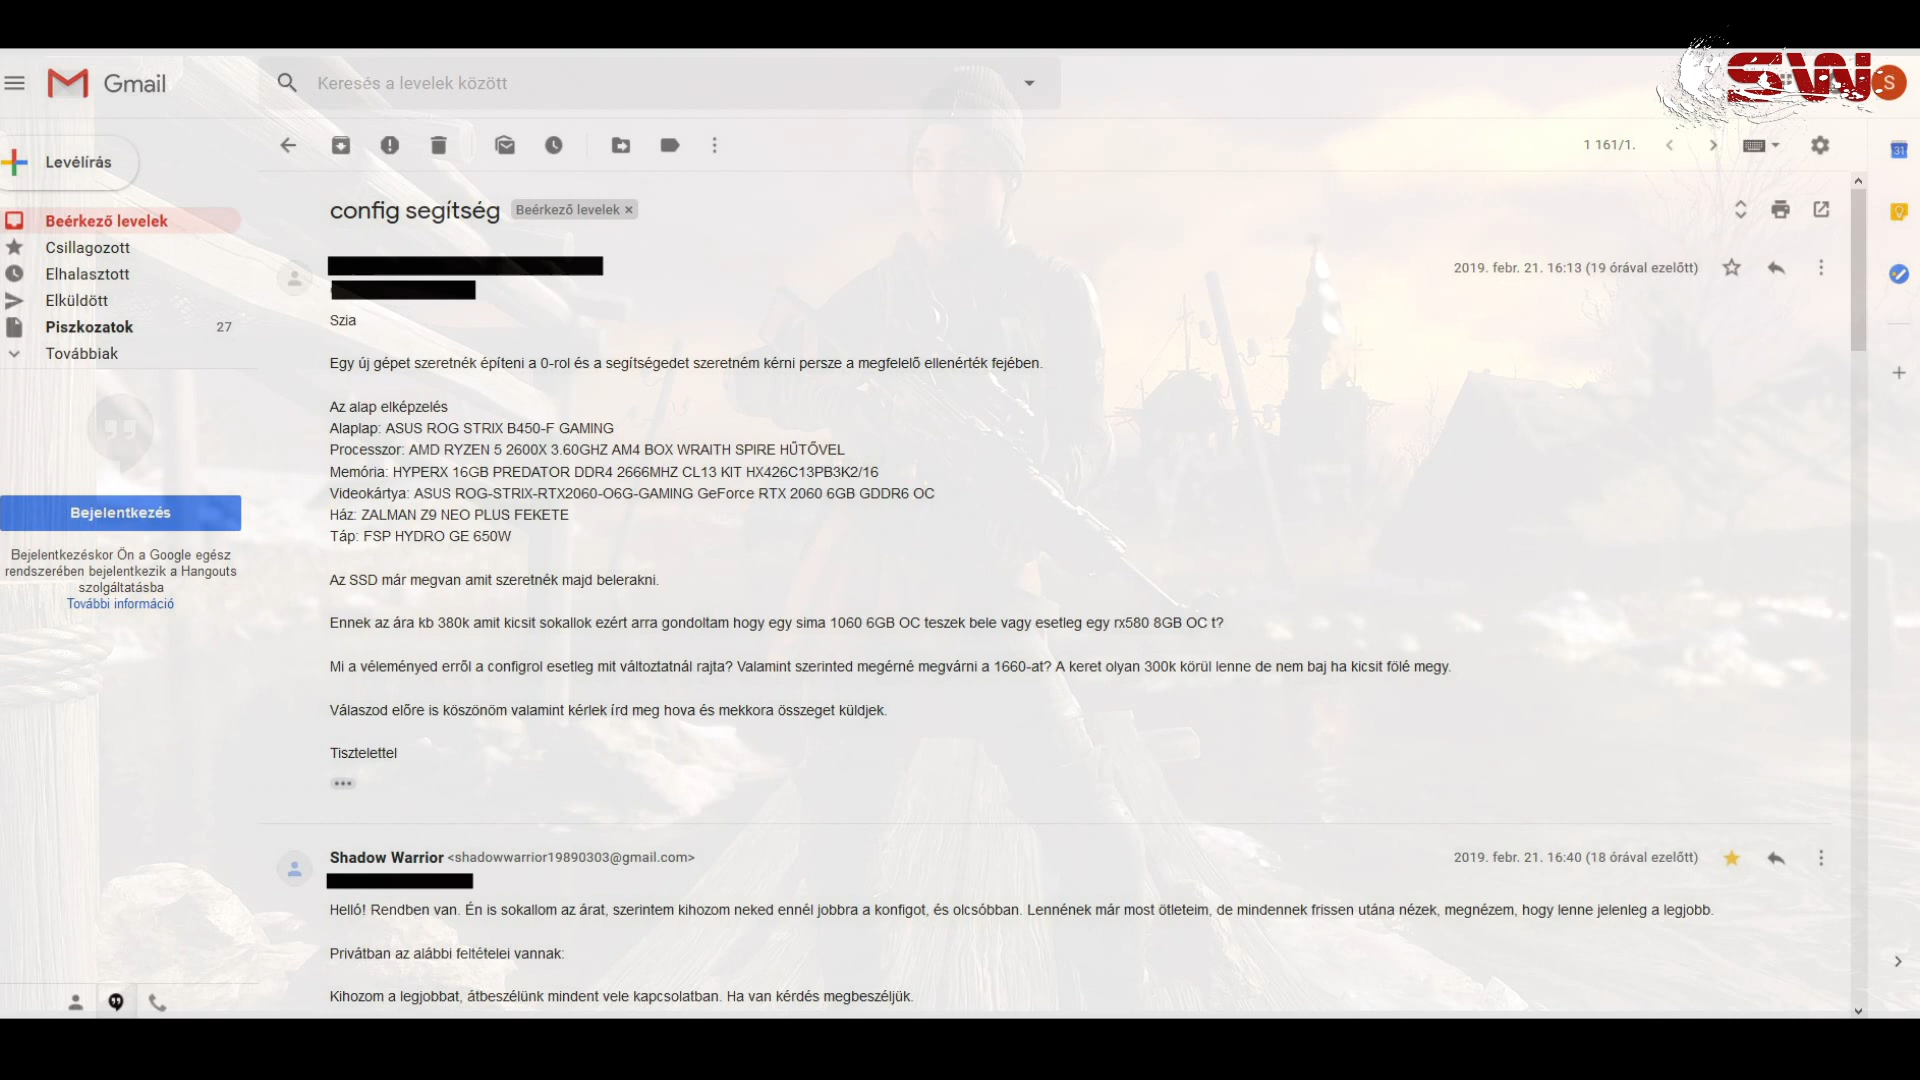 SW
S
Gmail
Keresés a levelek között
Levélírás
1 161/1.
31
Beérkező levelek
Csillagozott
Elhalasztott
Elküldött
Piszkozatok 27
Továbbiak
Bejelentkezés
Bejelentkezéskor Ön a Google egész
rendszerében bejelentkezik a Hangouts
szolgáltatásba
További információ
config segítség Beérkező levelek ×
2019. febr. 21. 16:13 (19 órával ezelőtt)
Szia
Egy új gépet szeretnék építeni a 0-rol és a segítségedet szeretném kérni persze a megfelelő ellenérték fejében.
Az alap elképzelés
Alaplap: ASUS ROG STRIX B450-F GAMING
Processzor: AMD RYZEN 5 2600X 3.60GHZ AM4 BOX WRAITH SPIRE HŰTŐVEL
Memória: HYPERX 16GB PREDATOR DDR4 2666MHZ CL13 KIT HX426C13PB3K2/16
Videokártya: ASUS ROG-STRIX-RTX2060-O6G-GAMING GeForce RTX 2060 6GB GDDR6 OC
Ház: ZALMAN Z9 NEO PLUS FEKETE
Táp: FSP HYDRO GE 650W
Az SSD már megvan amit szeretnék majd belerakni.
Ennek az ára kb 380k amit kicsit sokallok ezért arra gondoltam hogy egy sima 1060 6GB OC teszek bele vagy esetleg egy rx580 8GB OC t?
Mi a véleményed erről a configrol esetleg mit változtatnál rajta? Valamint szerinted megérné megvárni a 1660-at? A keret olyan 300k körül lenne de nem baj ha kicsit fölé megy.
Válaszod előre is köszönöm valamint kérlek írd meg hova és mekkora összeget küldjek.
Tisztelettel
Shadow Warrior <shadowwarrior19890303@gmail.com>
2019. febr. 21. 16:40 (18 órával ezelőtt)
Helló! Rendben van. Én is sokallom az árat, szerintem kihozom neked ennél jobbra a konfigot, és olcsóbban. Lennének már most ötleteim, de mindennek frissen utána nézek, megnézem, hogy lenne jelenleg a legjobb.
Privátban az alábbi feltételei vannak:
Kihozom a legjobbat, átbeszélünk mindent vele kapcsolatban. Ha van kérdés megbeszéljük.